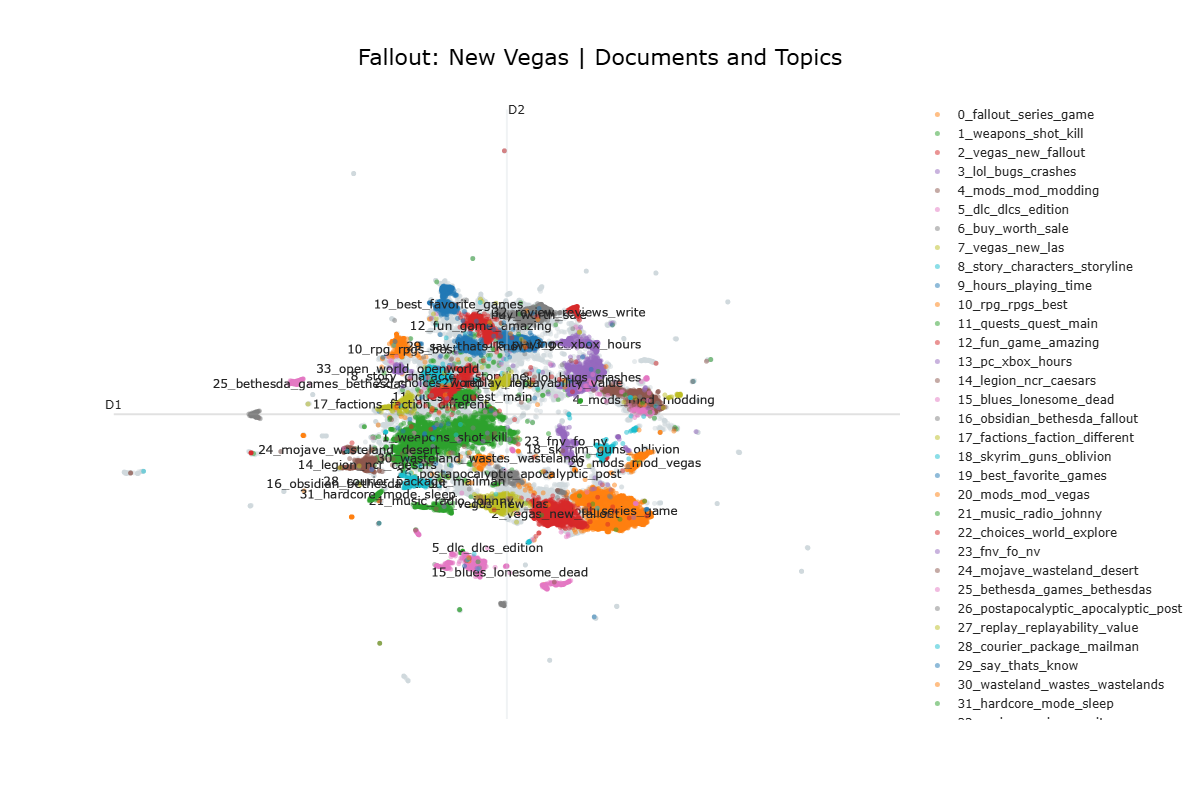 Fallout: New Vegas | Documents and Topics
D2
D1
19_best_favorite_games
12_fun_game_amazing
10_rpg_rpgs_best
13_pc_xbox_hours
33_open_world_openworld
25_bethesda_games_bethesdas
replay_replayability_value
3_lol_bugs_crashes
17_factions_faction_different
4_mods_mod_modding
1_weapons_shot_kill
23_fnv_fo_nv
24_mojave_wasteland_desert
18_skyrim_guns_oblivion
30_wasteland_wastes_wastelands
20_mods_mod_vegas
14_legion_ncr_caesars
postapocalyptic_apocalyptic_post
28_courier_package_mailman
31_hardcore_mode_sleep
21_music_radio_johnny
2_vegas_new_fallout
5_dlc_dlcs_edition
15_blues_lonesome_dead
0_fallout_series_game
1_weapons_shot_kill
2_vegas_new_fallout
3_lol_bugs_crashes
4_mods_mod_modding
5_dlc_dlcs_edition
6_buy_worth_sale
7_vegas_new_las
8_story_characters_storyline
9_hours_playing_time
10_rpg_rpgs_best
11_quests_quest_main
12_fun_game_amazing
13_pc_xbox_hours
14_legion_ncr_caesars
15_blues_lonesome_dead
16_obsidian_bethesda_fallout
17_factions_faction_different
18_skyrim_guns_oblivion
19_best_favorite_games
20_mods_mod_vegas
21_music_radio_johnny
22_choices_world_explore
23_fnv_fo_nv
24_mojave_wasteland_desert
25_bethesda_games_bethesdas
26_postapocalyptic_apocalyptic_post
27_replay_replayability_value
28_courier_package_mailman
29_say_thats_know
30_wasteland_wastes_wastelands
31_hardcore_mode_sleep